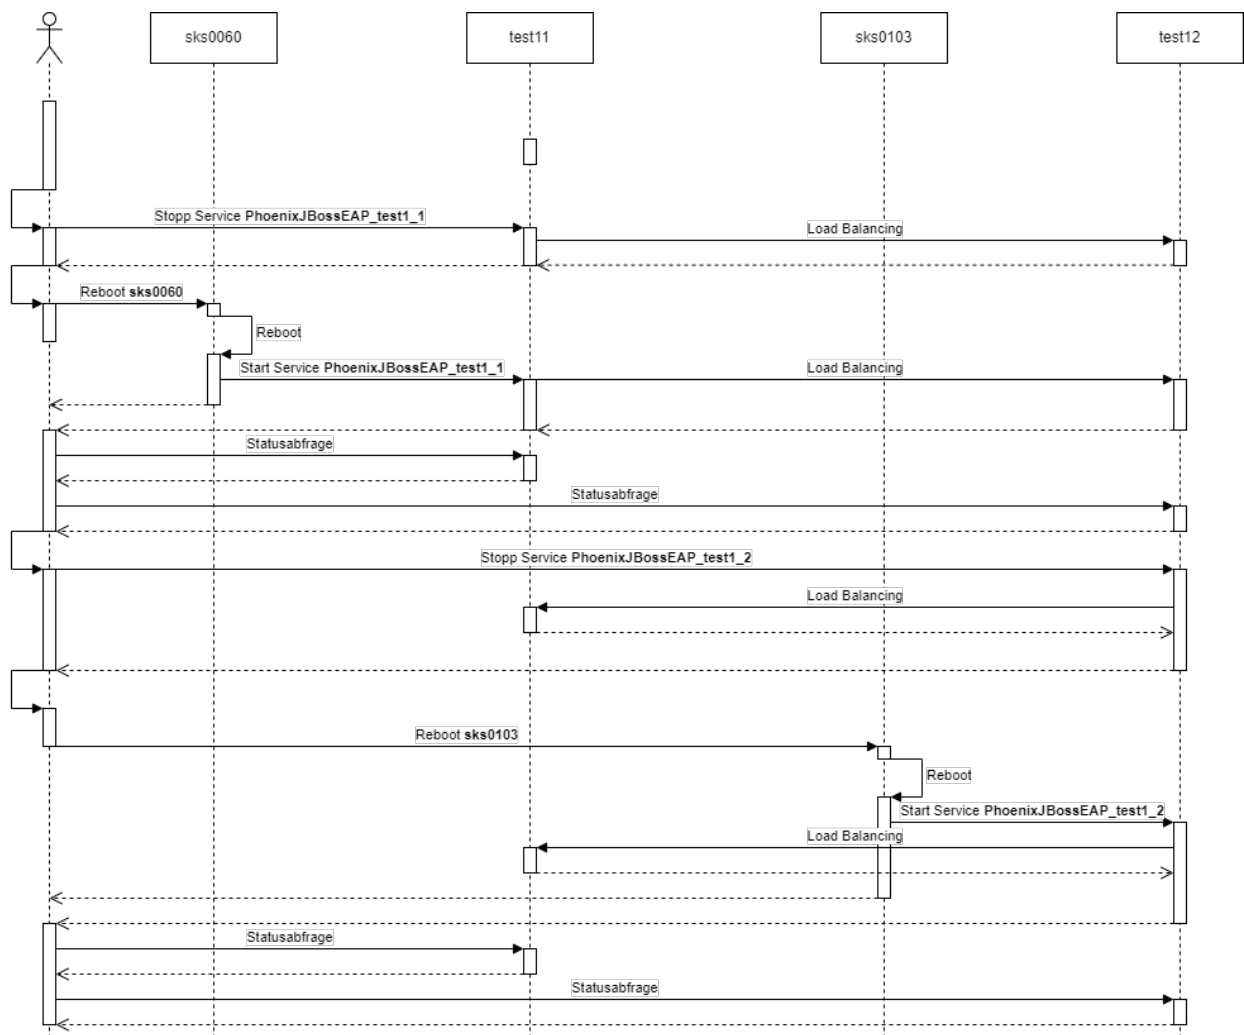 sks0060
test11
sks0103
test12
Stopp Service PhoenixJBossEAP_test1_1
Load Balancing
Reboot sks0060
Reboot
Start Service PhoenixJBossEAP_test1_1
Load Balancing
Statusabfrage
Statusabfrage
Stopp Service PhoenixJBossEAP_test1_2
Load Balancing
Reboot sks0103
Reboot
Start Service PhoenixJBossEAP_test1_2
Load Balancing
Statusabfrage
Statusabfrage